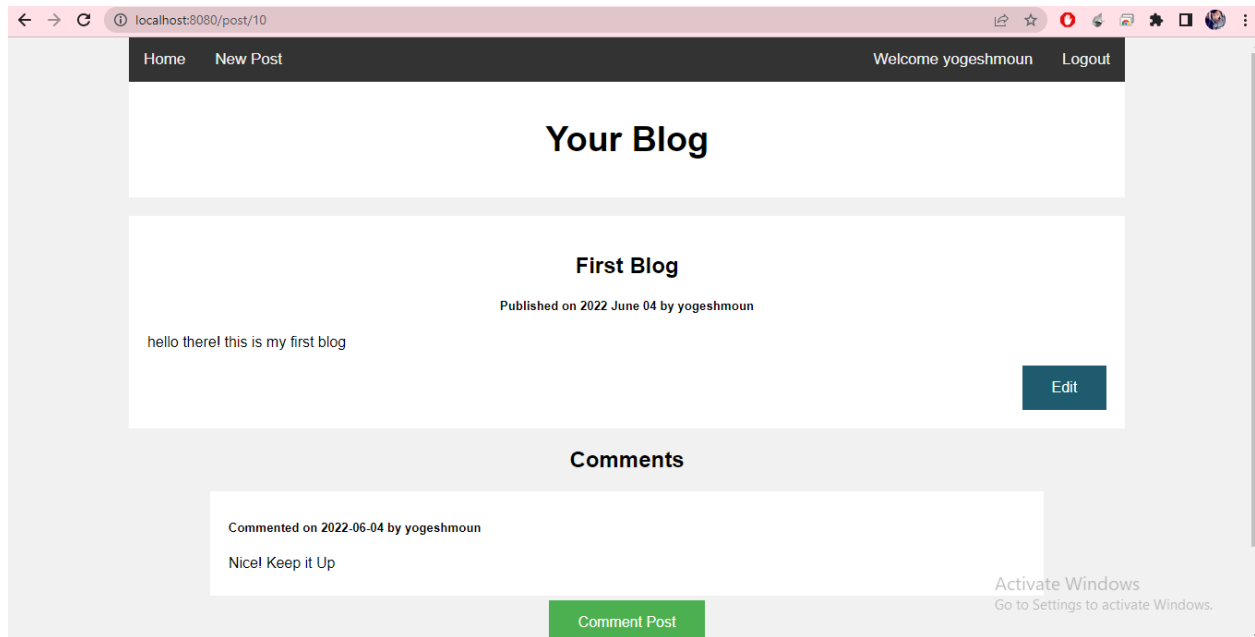 localhost:8080/post/10
Home New Post Welcome yogeshmoun Logout
Your Blog
First Blog
Published on 2022 June 04 by yogeshmoun
hello there! this is my first blog
Edit
Comments
Commented on 2022-06-04 by yogeshmoun
Nice! Keep it Up
Activate Windows
Go to Settings to activate Windows.
Comment Post